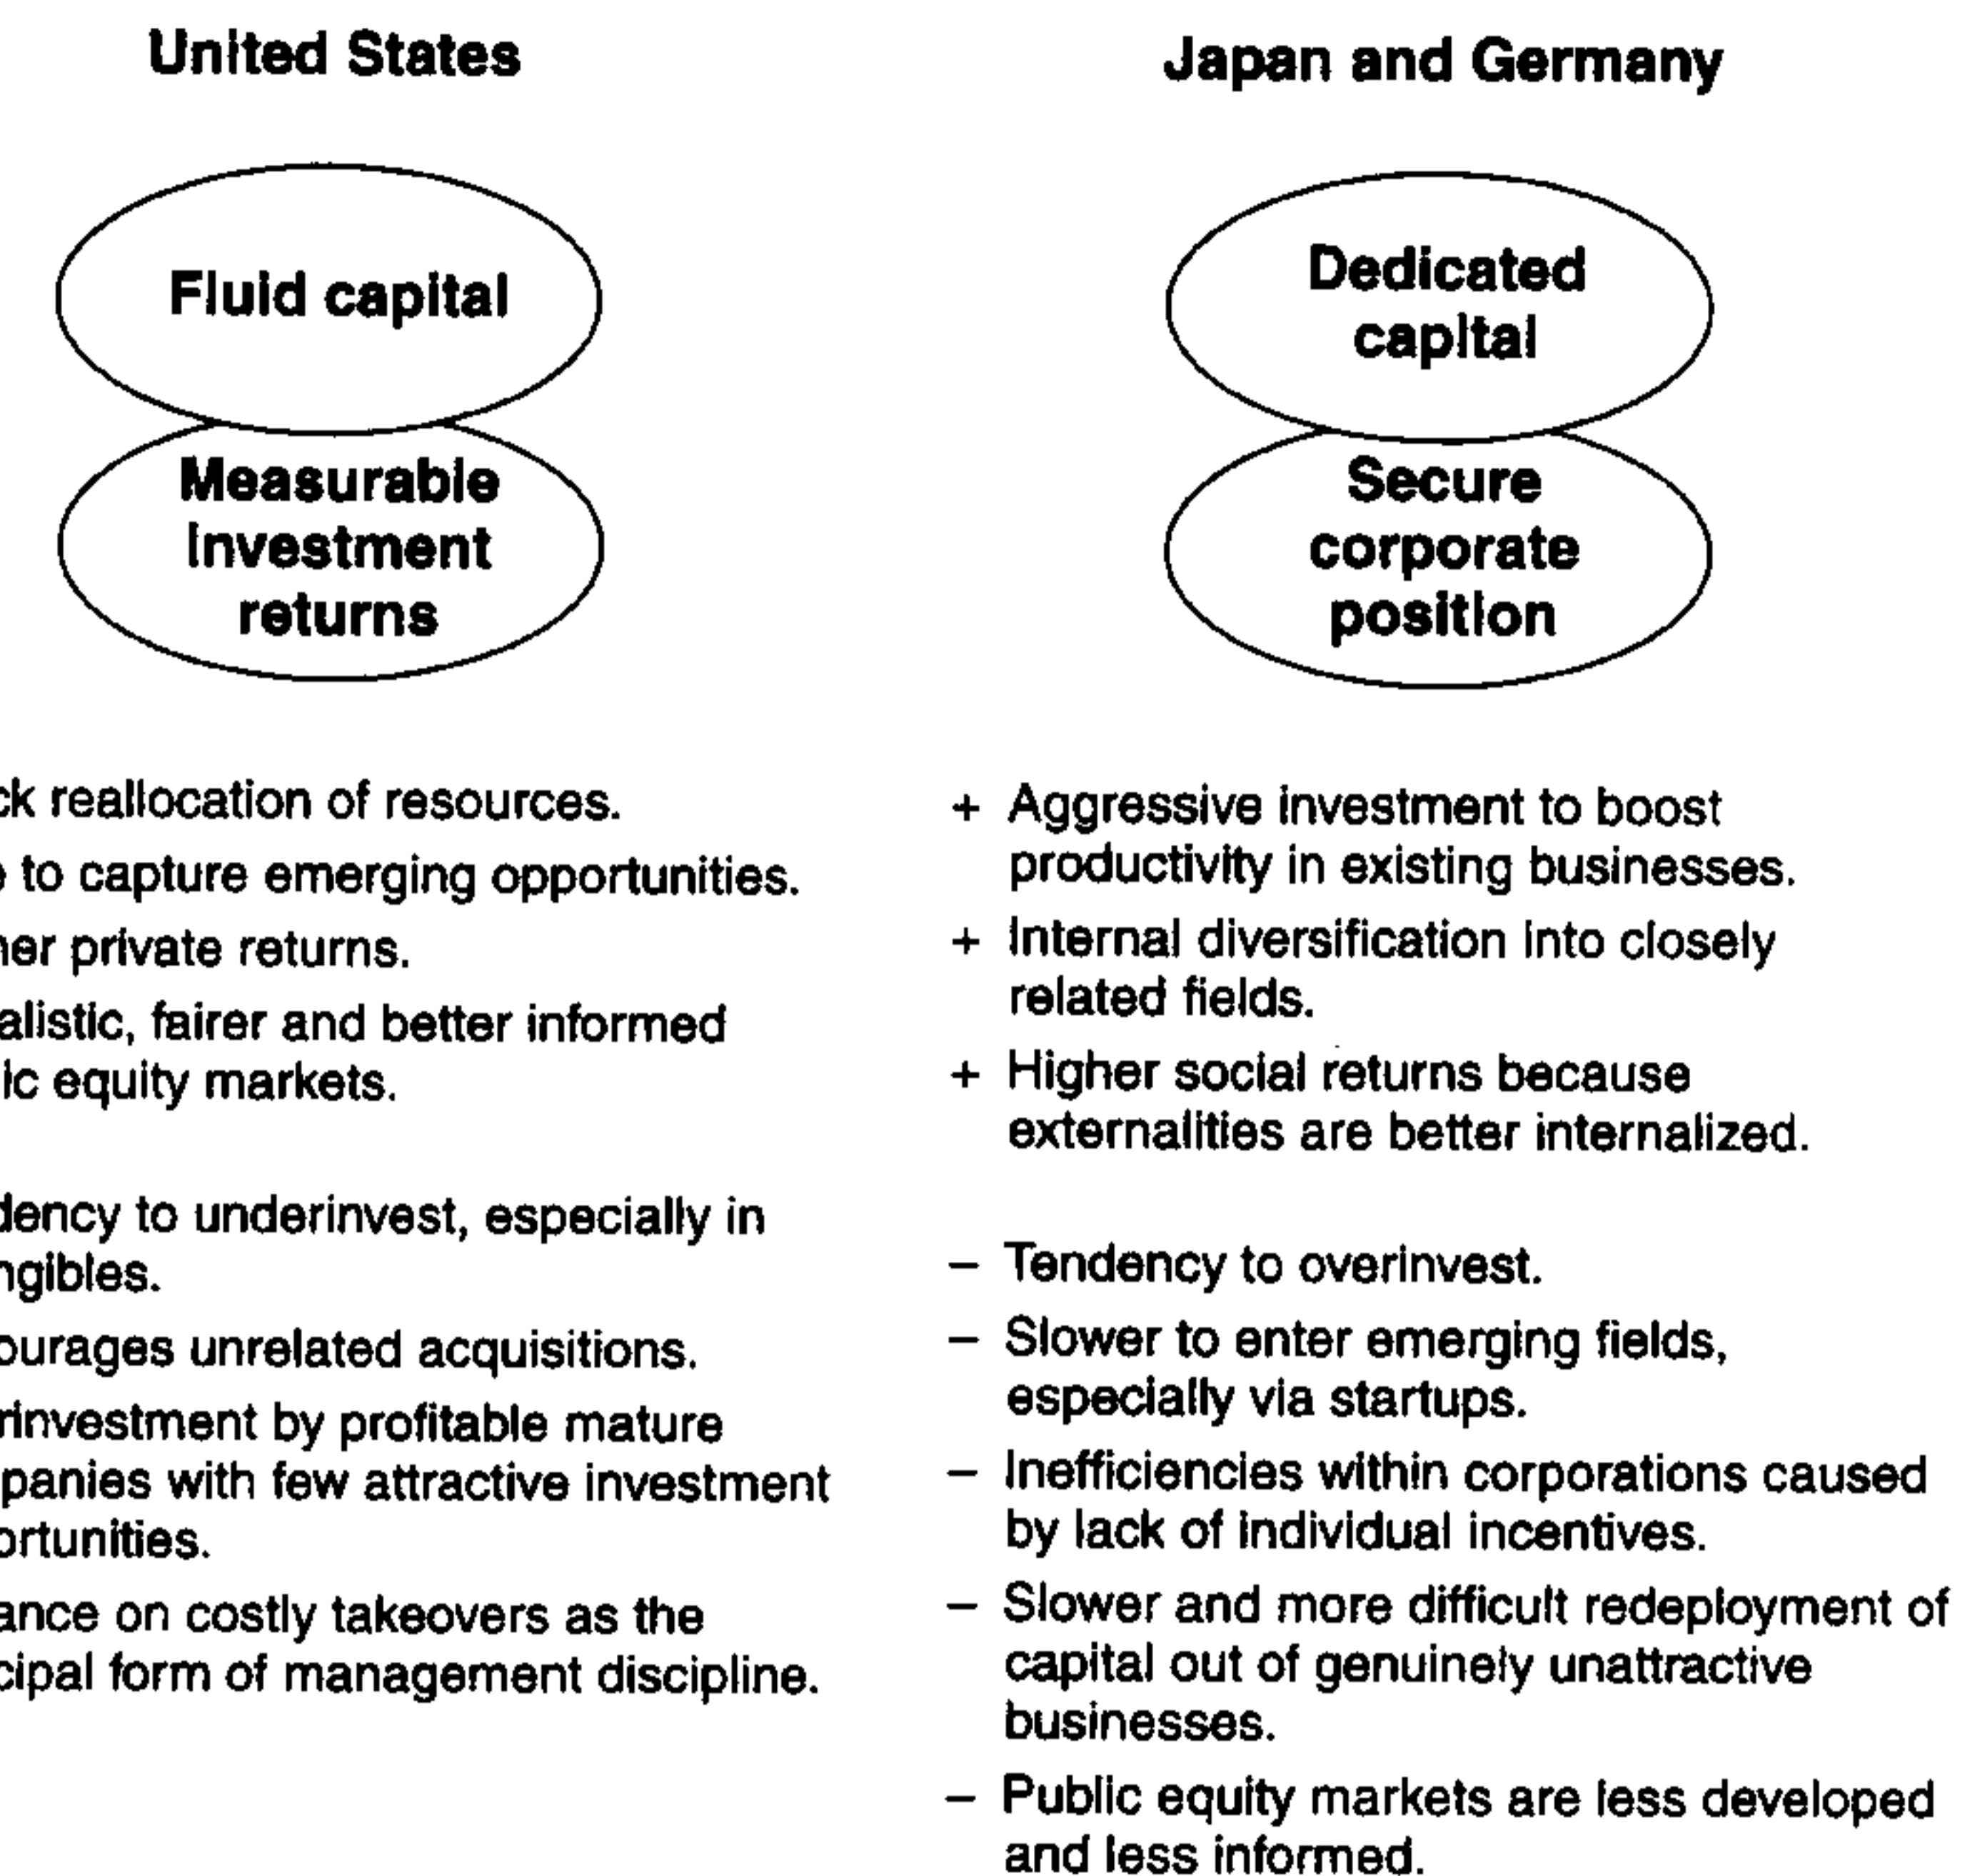 United States
Fluid capital
Measurable
investment
returns
ck reallocation of resources.
to capture emerging opportunities.
her private returns.
alistic, fairer and better informed
ic equity markets.
dency to underinvest, especially in
ngibles.
ourages unrelated acquisitions.
rinvestment by profitable mature
panies with few attractive investment
ortunities.
ance on costly takeovers as the
cipal form of management discipline.
Japan and Germany
Dedicated
capital
Secure
corporate
position
+ Aggressive investment to boost
productivity in existing businesses.
+ Internal diversification into closely
related fields.
+ Higher social returns because
externalities are better internalized.
– Tendency to overinvest.
– Slower to enter emerging fields,
especially via startups.
– Inefficiencies within corporations caused
by lack of individual incentives.
– Slower and more difficult redeployment of
capital out of genuinely unattractive
businesses.
– Public equity markets are less developed
and less informed.